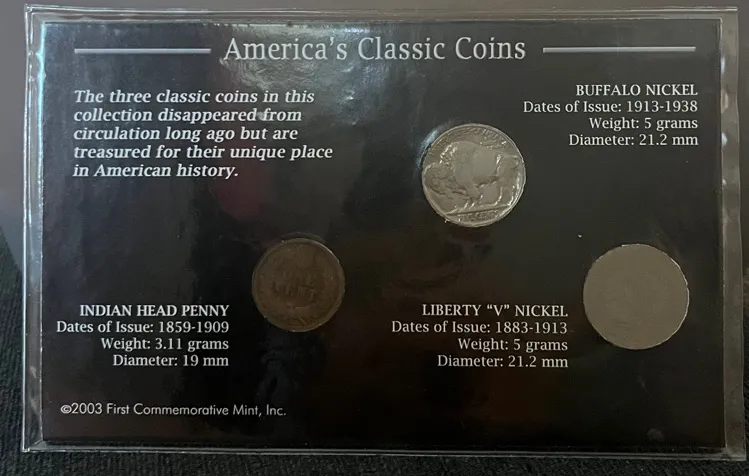 America's Classic Coins
The three classic coins in this
collection disappeared from
circulation long ago but are
treasured for their unique place
in American history.
BUFFALO NICKEL
Dates of Issue: 1913-1938
Weight: 5 grams
Diameter: 21.2 mm
INDIAN HEAD PENNY
Dates of Issue: 1859-1909
Weight: 3.11 grams
Diameter: 19 mm
LIBERTY "V" NICKEL
Dates of Issue: 1883-1913
Weight: 5 grams
Diameter: 21.2 mm
©2003 First Commemorative Mint, Inc.